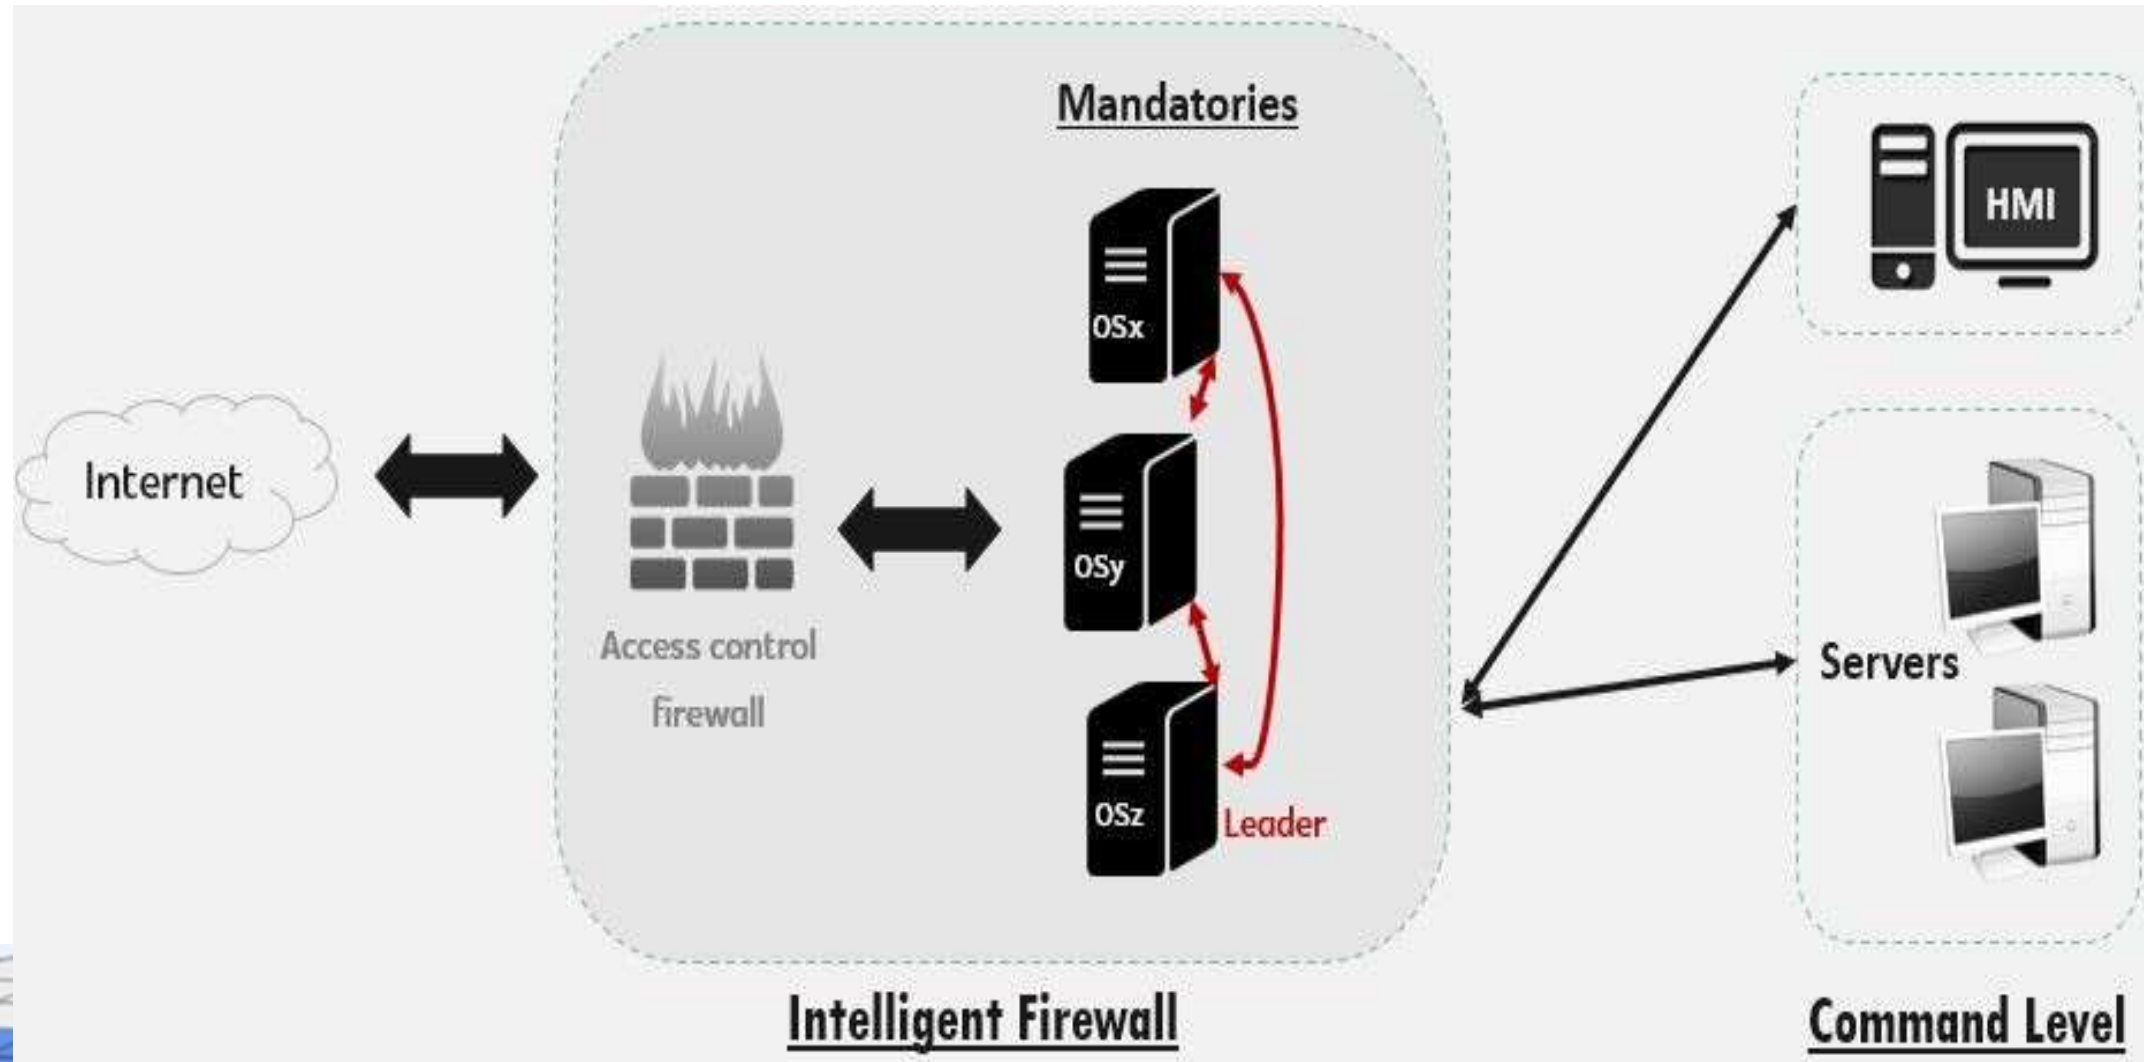 Mandatories
HMI
OSx
Internet
OSy
Access control
firewall
Servers
OSz
Leader
Intelligent Firewall
Command Level